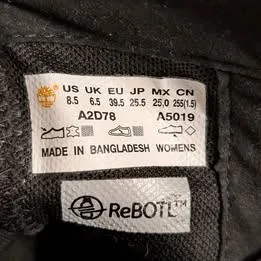 US UK EU JP MX CN
8.5 6.5 39.5 25.5 25,0 255(1.5)
A2D78 A5019
MADE IN BANGLADESH WOMENS
ReBOTL™